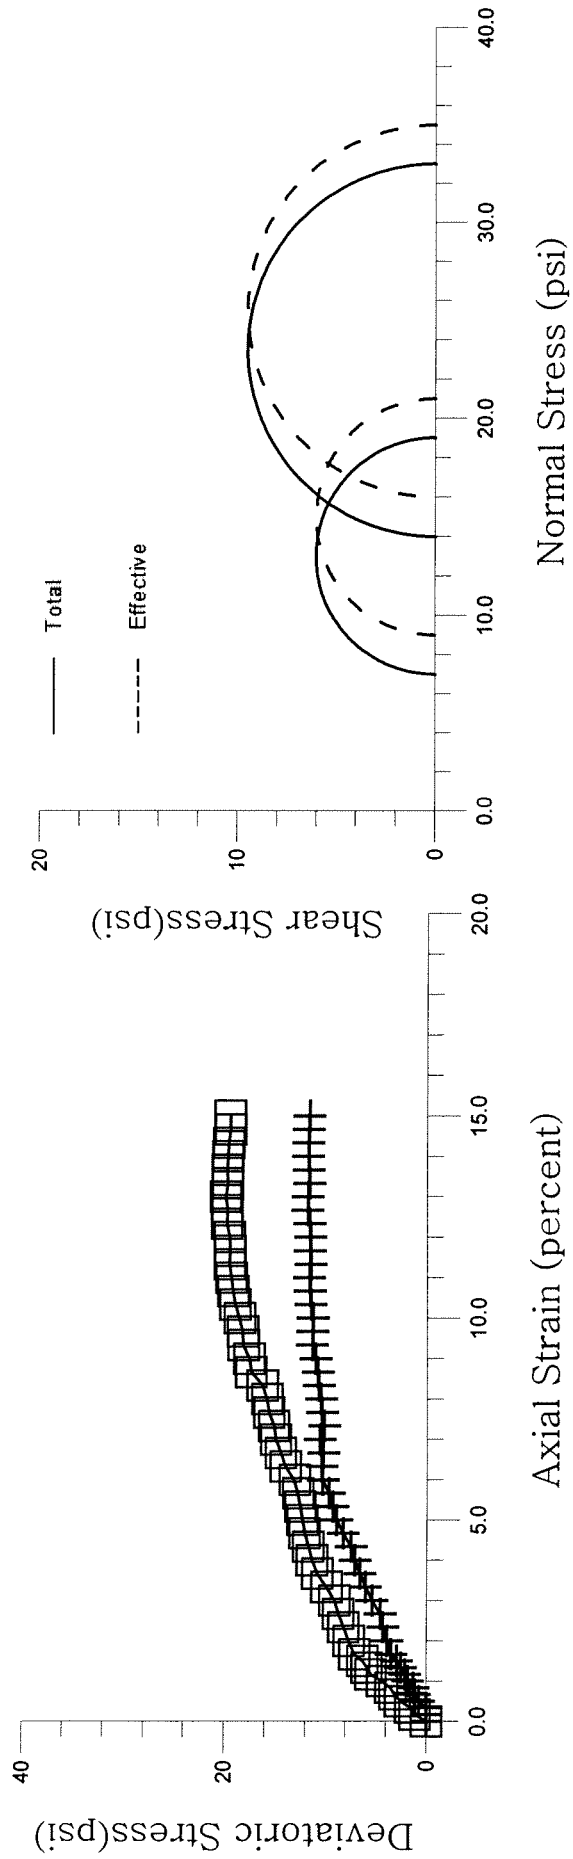 40
20
0
Deviatoric Stress(psi)
0.0
5.0
10.0
15.0
20.0
Axial Strain (percent)
20
10
0
Shear Stress(psi)
Total
Effective
0.0
10.0
20.0
30.0
40.0
Normal Stress (psi)